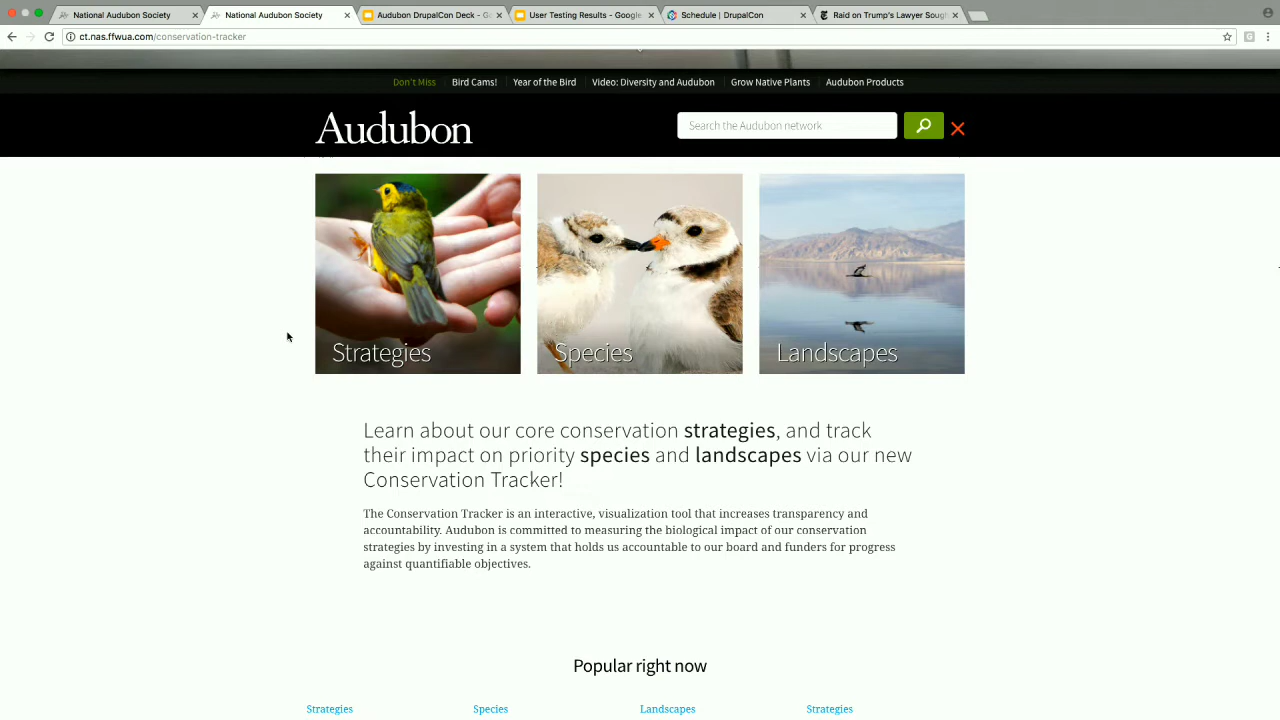 National Audubon Society
National Audubon Society
Audubon DrupalCon Deck - G
User Testing Results - Google
Schedule | DrupalCon
Raid on Trump's Lawyer Sough
ct.nas.ffwua.com/conservation-tracker
Don't Miss
Bird Cams!
Year of the Bird
Video: Diversity and Audubon
Grow Native Plants
Audubon Products
Audubon
Search the Audubon network
Strategies
Species
Landscapes
Learn about our core conservation strategies, and track
their impact on priority species and landscapes via our new
Conservation Tracker!
The Conservation Tracker is an interactive, visualization tool that increases transparency and
accountability. Audubon is committed to measuring the biological impact of our conservation
strategies by investing in a system that holds us accountable to our board and funders for progress
against quantifiable objectives.
Popular right now
Strategies
Species
Landscapes
Strategies